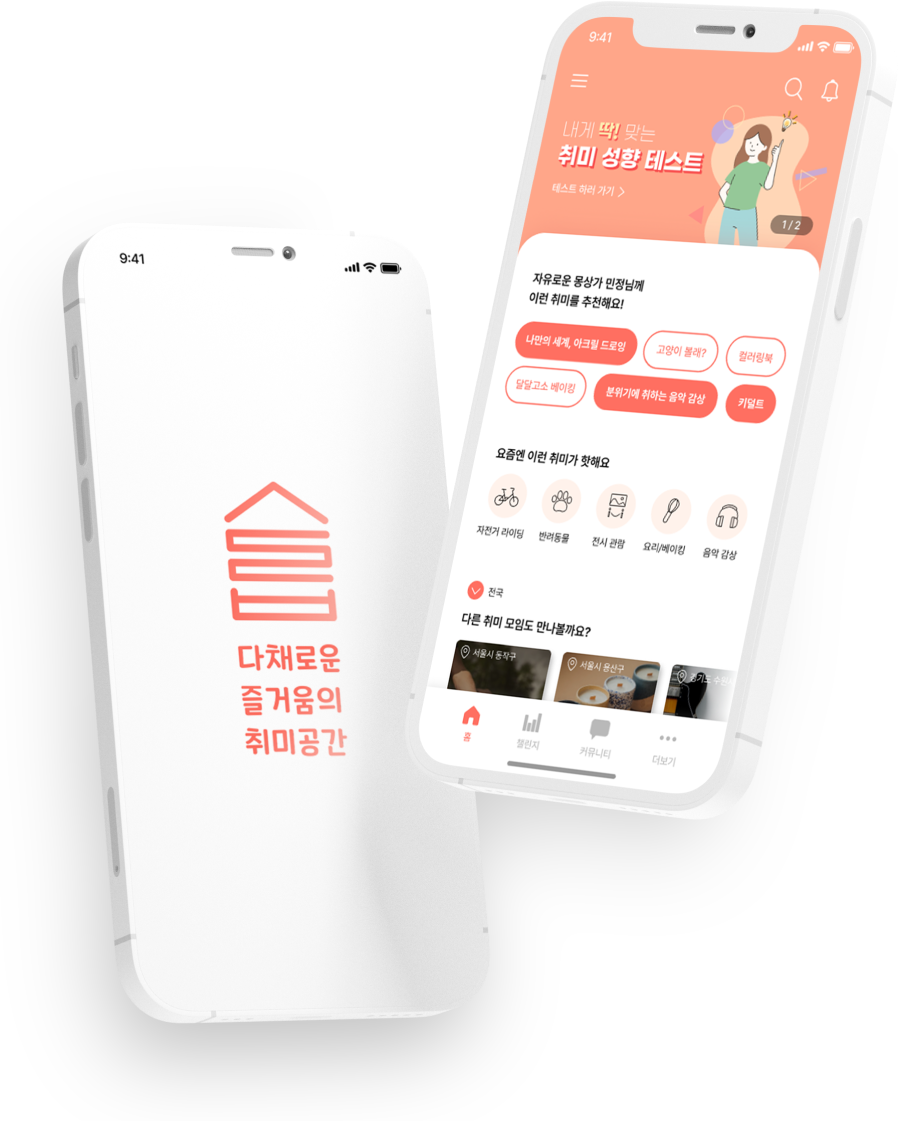 9:41
다채로운
즐거움의
취미공간
9:41
내게 딱! 맞는
취미 성향 테스트
테스트 하러 가기
1 / 2
자유로운 몽상가 민정님께
이런 취미를 추천해요!
나만의 세계, 아크릴 드로잉
고양이 볼래?
컬러링북
달달고소 베이킹
분위기에 취하는 음악 감상
키덜트
요즘엔 이런 취미가 핫해요
자전거 라이딩
반려동물
전시 관람
요리/베이킹
음악 감상
전국
다른 취미 모임도 만나볼까요?
서울시 동작구
서울시 용산구
경기도
홈
챌린지
커뮤니티
더보기